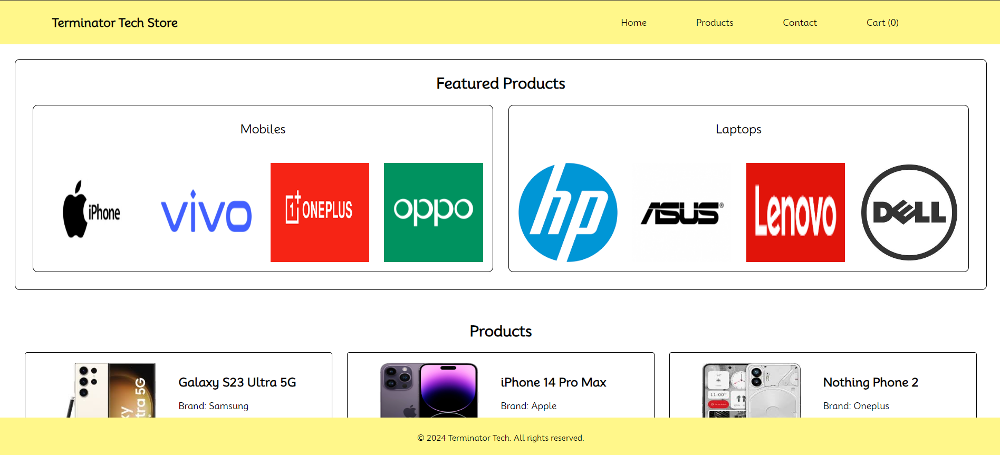 Terminator Tech Store
Home
Products
Contact
Cart (0)
Featured Products
Mobiles
Laptops
iPhone
vivo
1+ ONEPLUS
oppo
hp
ASUS®
Lenovo
DELL
Products
Galaxy S23 Ultra 5G
Brand: Samsung
iPhone 14 Pro Max
Brand: Apple
Nothing Phone 2
Brand: Oneplus
© 2024 Terminator Tech. All rights reserved.